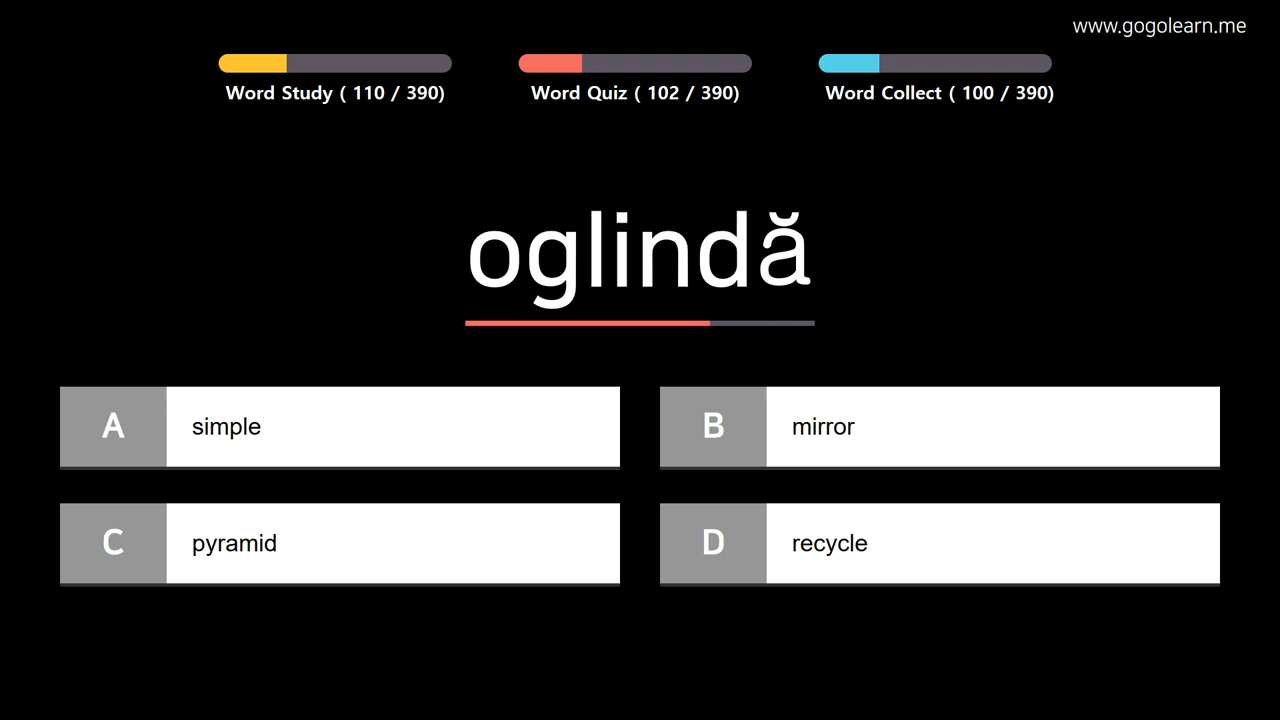 www.gogolearn.me
Word Study ( 110 / 390)
Word Quiz ( 102 / 390)
Word Collect ( 100 / 390)
oglindă
A simple
B mirror
C pyramid
D recycle